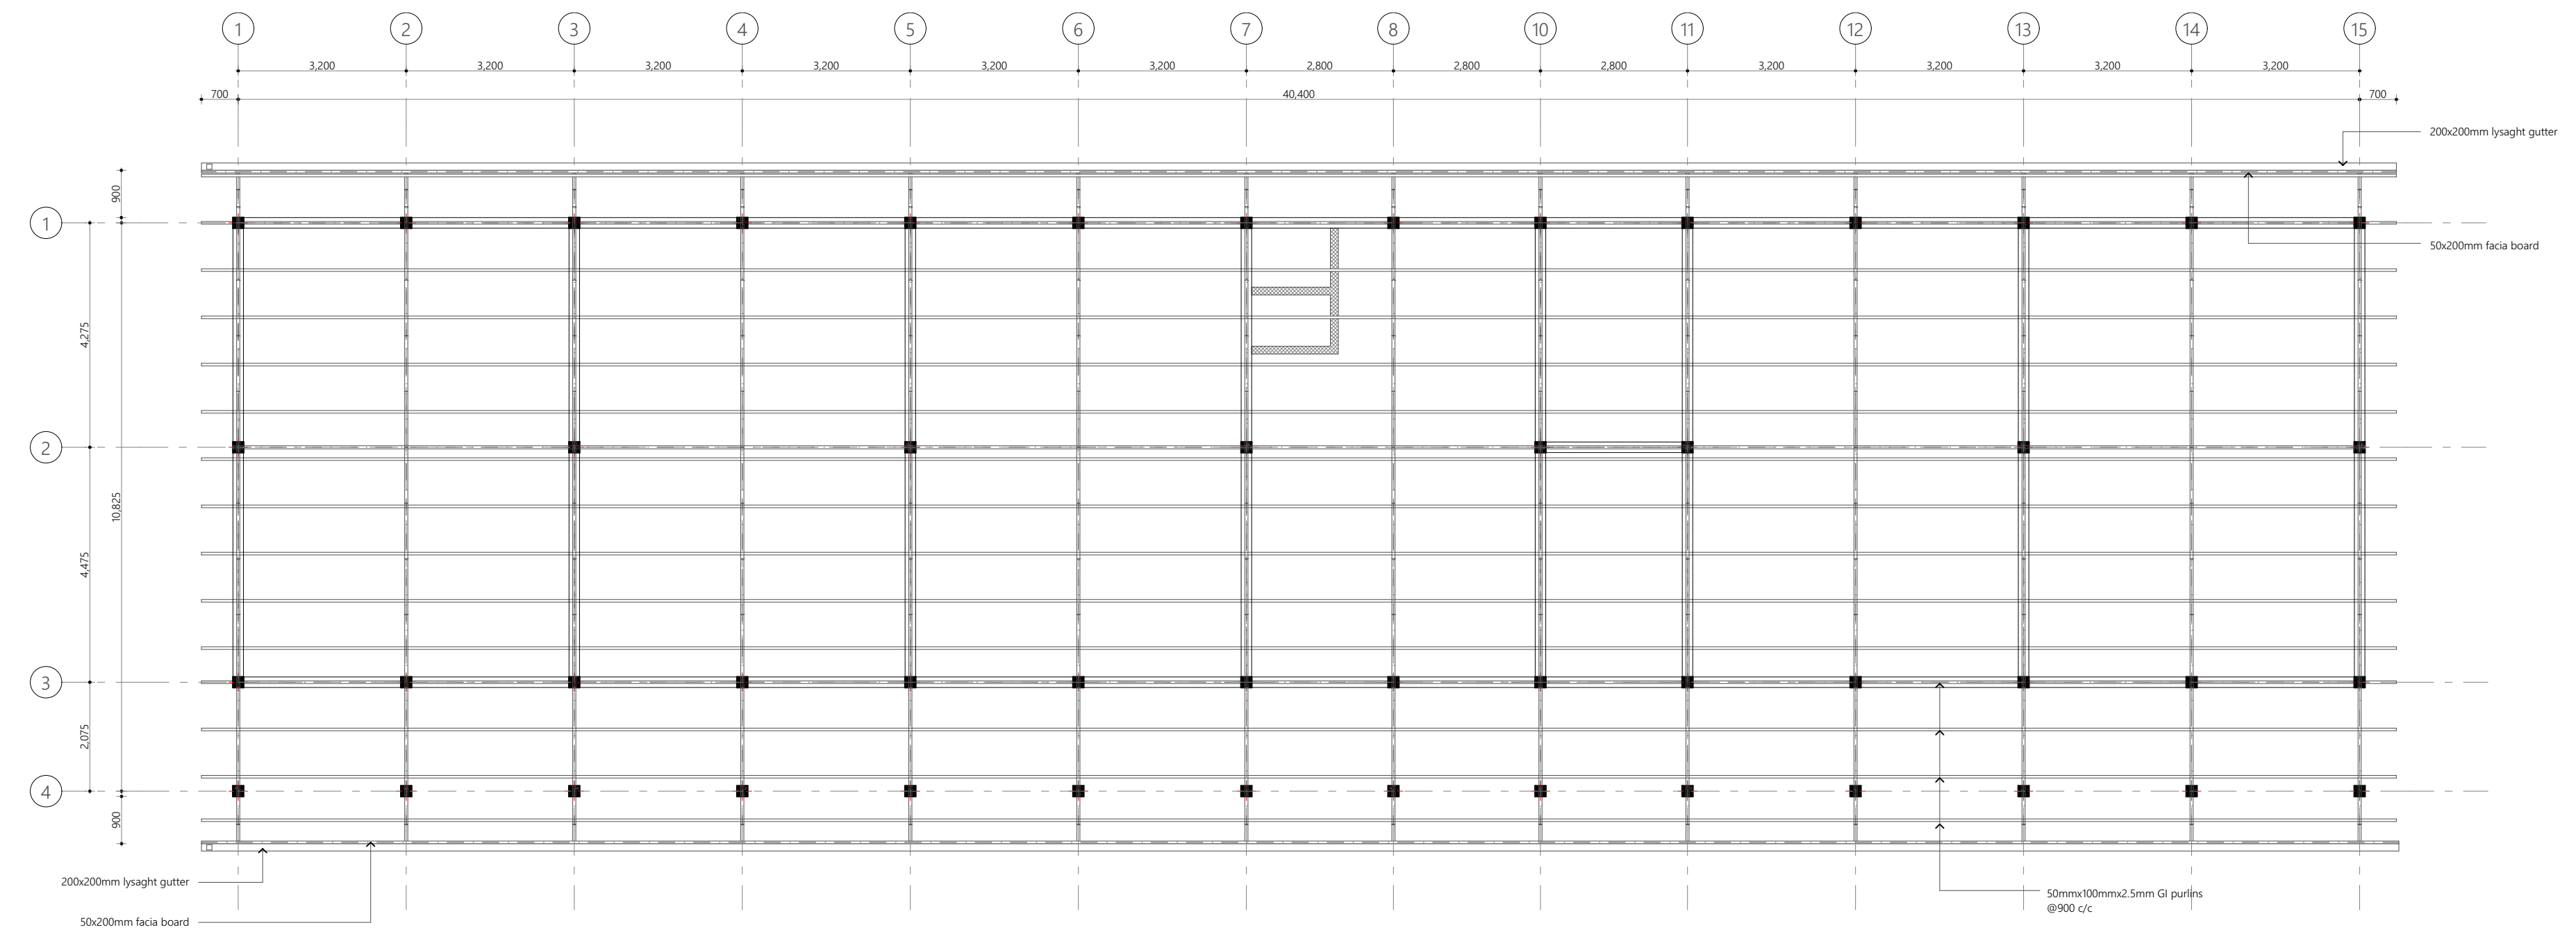 1 2 3 4 5 6 7 8 10 11 12 13 14 15
3,200 3,200 3,200 3,200 3,200 3,200 2,800 2,800 2,800 3,200 3,200 3,200 3,200
700 40,400 700
200x200mm lysaght gutter
900
1
50x200mm facia board
4,275
2
10,825
4,475
3
2,075
4
900
200x200mm lysaght gutter
50x200mm facia board
50mmx100mmx2.5mm GI purlins
@900 c/c